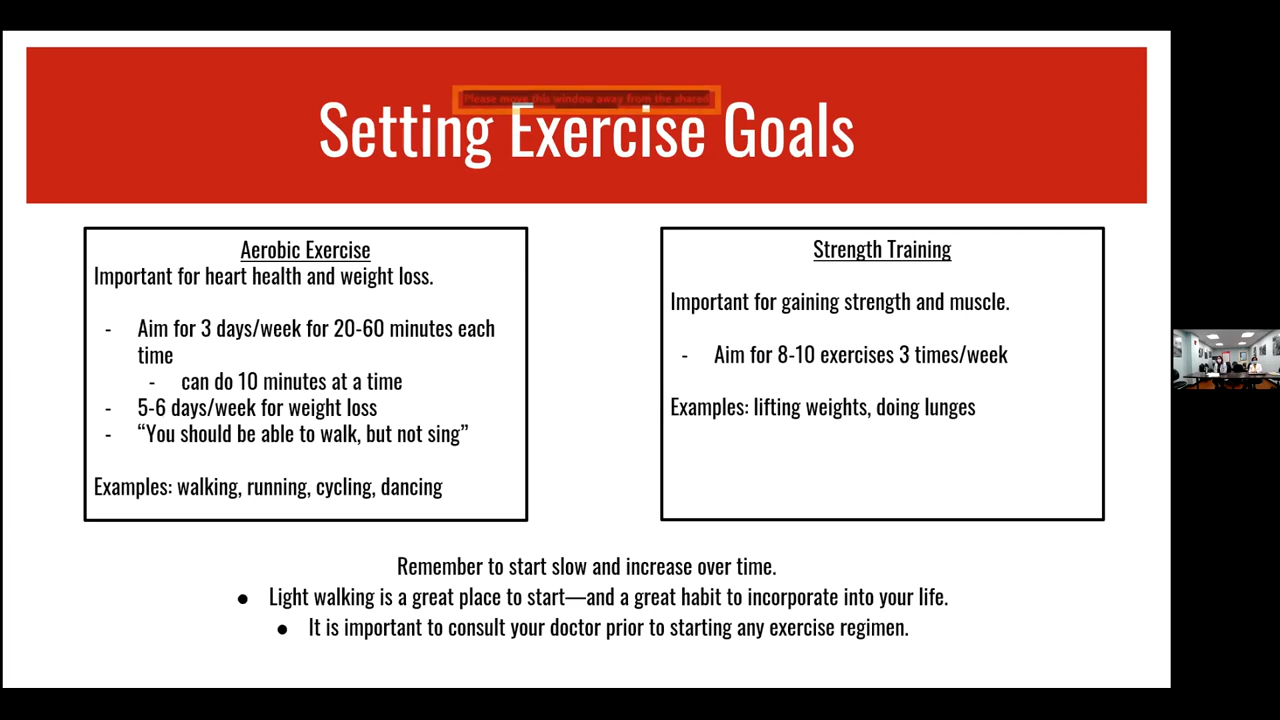 Please move this window away from the shared
Setting Exercise Goals
Aerobic Exercise
Important for heart health and weight loss.
- Aim for 3 days/week for 20-60 minutes each
time
- can do 10 minutes at a time
- 5-6 days/week for weight loss
- “You should be able to walk, but not sing”
Examples: walking, running, cycling, dancing
Strength Training
Important for gaining strength and muscle.
- Aim for 8-10 exercises 3 times/week
Examples: lifting weights, doing lunges
Remember to start slow and increase over time.
● Light walking is a great place to start—and a great habit to incorporate into your life.
● It is important to consult your doctor prior to starting any exercise regimen.